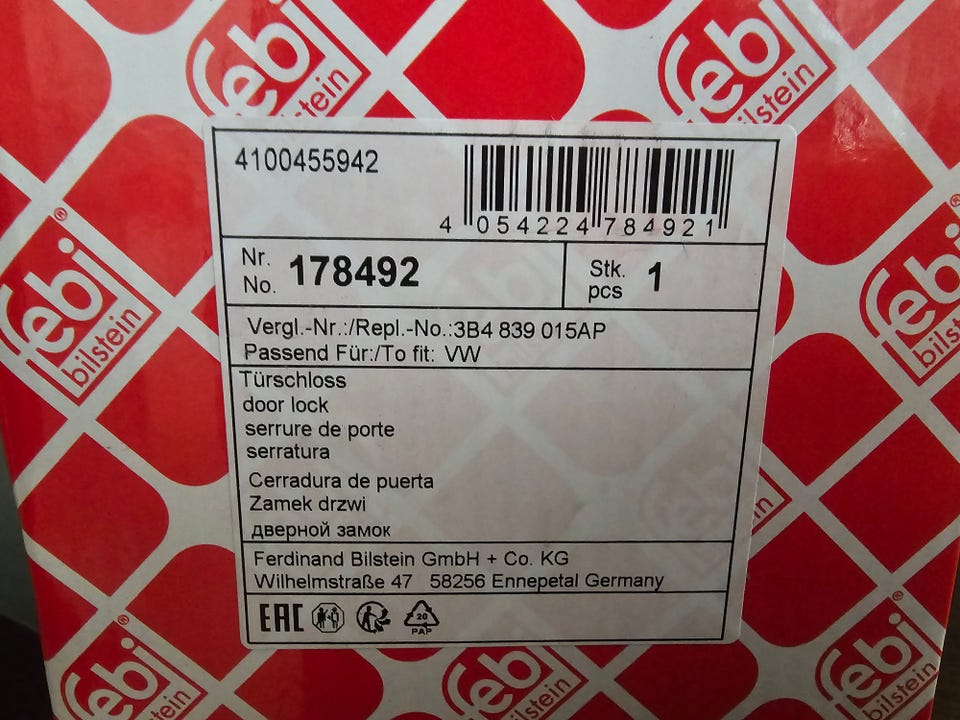 febi
bilstein
febi
bilstein
4100455942
4 054224 784921
Nr.
No. 178492
Stk.
pcs 1
Vergl.-Nr.:/Repl.-No.:3B4 839 015AP
Passend Für:/To fit: VW
Türschloss
door lock
serrure de porte
serratura
Cerradura de puerta
Zamek drzwi
дверной замок
Ferdinand Bilstein GmbH + Co. KG
Wilhelmstraße 47 58256 Ennepetal Germany
EAC
20
PAP
febi®
bilstein
febi
bilstein
febi®
bilstein
febi
bilstein
febi®
bilstein